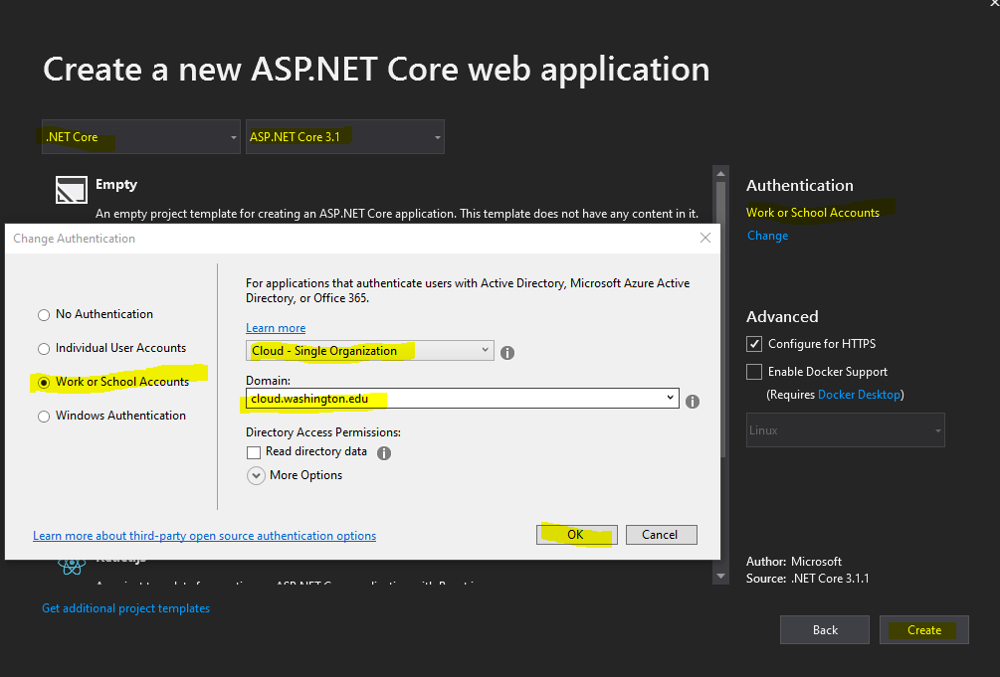 Create a new ASP.NET Core web application
.NET Core
ASP.NET Core 3.1
Empty
An empty project template for creating an ASP.NET Core application. This template does not have any content in it.
Authentication
Work or School Accounts
Change
Change Authentication
No Authentication
Individual User Accounts
Work or School Accounts
Windows Authentication
For applications that authenticate users with Active Directory, Microsoft Azure Active
Directory, or Office 365.
Learn more
Cloud - Single Organization
Domain:
cloud.washington.edu
Directory Access Permissions:
Read directory data
More Options
Learn more about third-party open source authentication options
OK
Cancel
Advanced
Configure for HTTPS
Enable Docker Support
(Requires Docker Desktop)
Linux
Author: Microsoft
Source: .NET Core 3.1.1
Get additional project templates
Back
Create